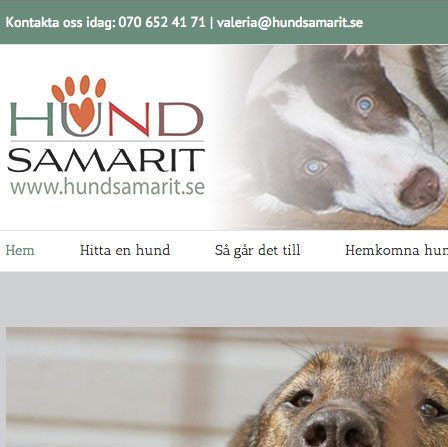 Kontakta oss idag: 070 652 41 71 | valeria@hundsamarit.se
HUND
SAMARIT
www.hundsamarit.se
Hem Hitta en hund Så går det till Hemkomna hun